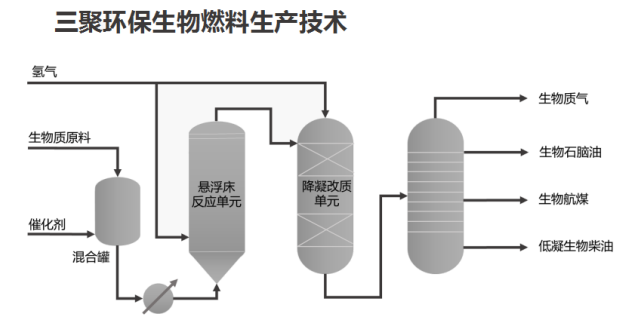 三聚环保生物燃料生产技术
氢气
生物质原料
催化剂
混合罐
悬浮床
反应单元
降凝改质
单元
生物质气
生物石脑油
生物航煤
低凝生物柴油